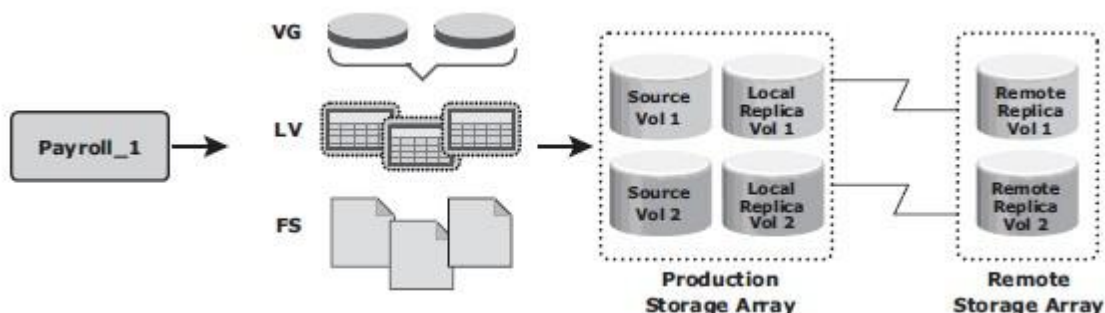 VG
Payroll_1
LV
FS
Source
Vol 1
Local
Replica
Vol 1
Source
Vol 2
Local
Replica
Vol 2
Production
Storage Array
Remote
Replica
Vol 1
Remote
Replica
Vol 2
Remote
Storage Array